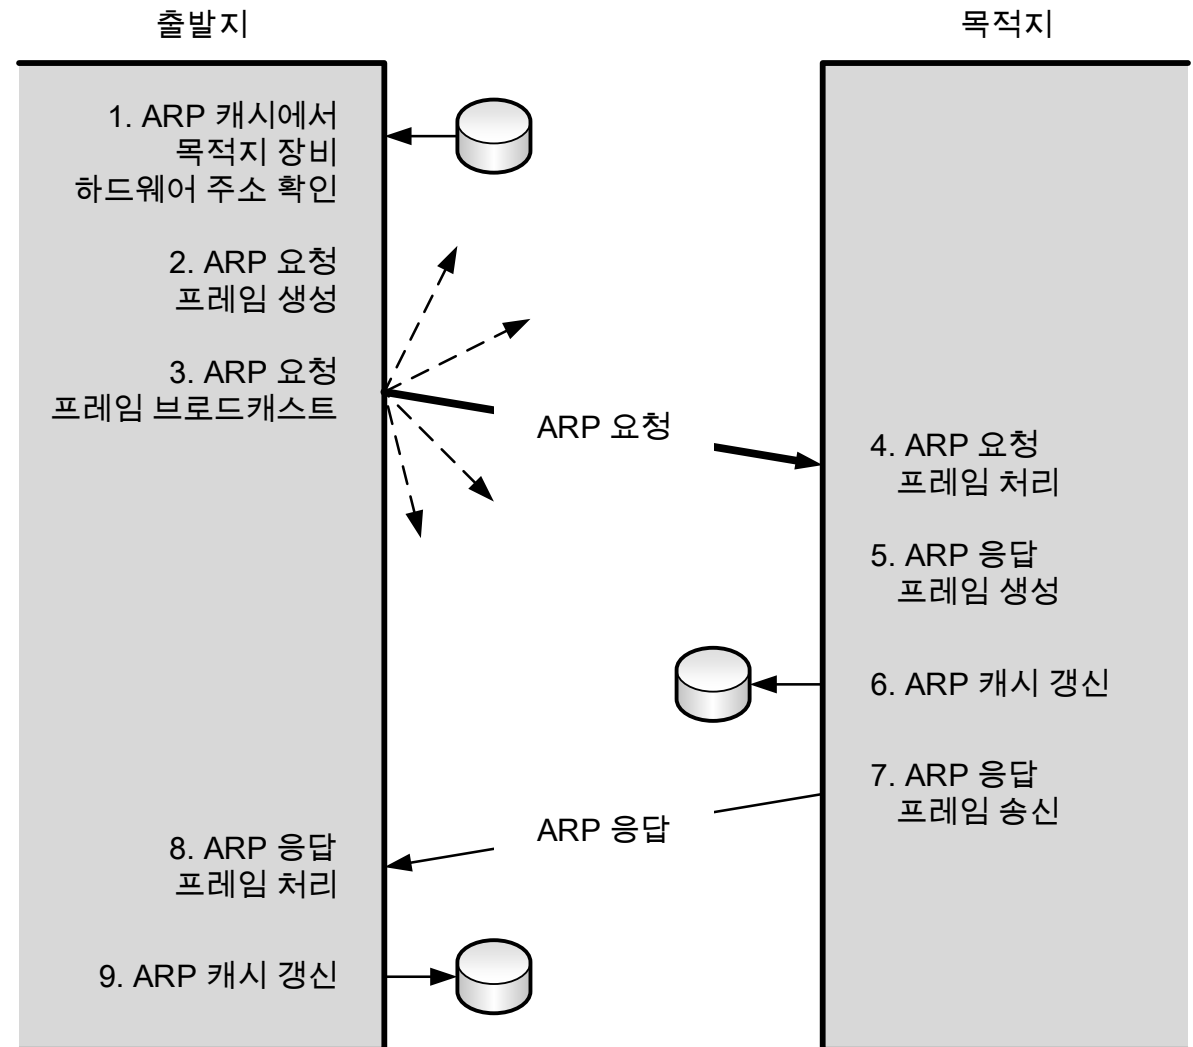 출발지
목적지
1. ARP 캐시에서
목적지 장비
하드웨어 주소 확인
2. ARP 요청
프레임 생성
3. ARP 요청
프레임 브로드캐스트
ARP 요청
4. ARP 요청
프레임 처리
5. ARP 응답
프레임 생성
6. ARP 캐시 갱신
7. ARP 응답
프레임 송신
ARP 응답
8. ARP 응답
프레임 처리
9. ARP 캐시 갱신